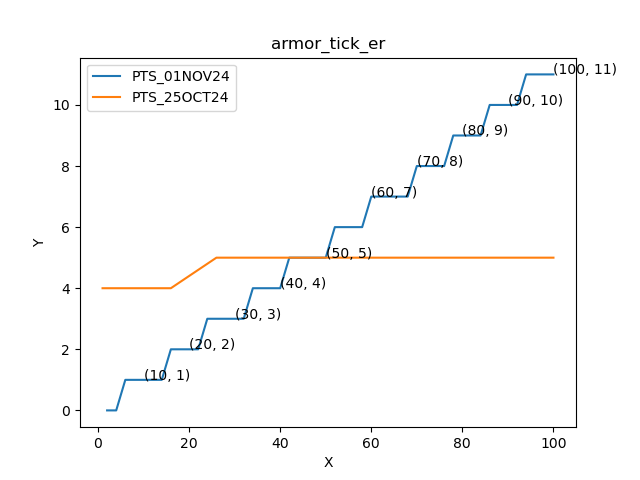 armor_tick_er
PTS_01NOV24
PTS_25OCT24
(100, 11)
(90, 10)
(80, 9)
(70, 8)
(60, 7)
(50, 5)
(40, 4)
(30, 3)
(20, 2)
(10, 1)
Y
10
8
6
4
2
0
0 20 40 60 80 100
X